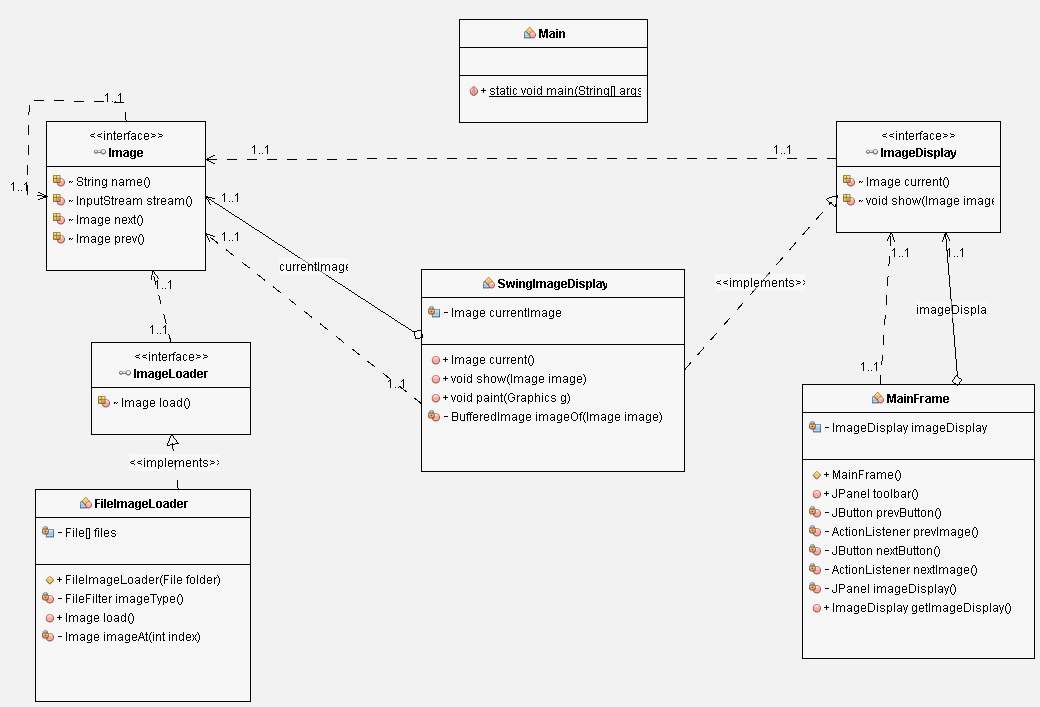 Main
+ static void main(String[] args
1..1
1..1
<<interface>>
Image
~ String name()
~ InputStream stream()
~ Image next()
~ Image prev()
1..1
1..1
<<interface>>
ImageDisplay
~ Image current()
~ void show(Image image
1..1
1..1
currentImage
1..1
<<implements>>
1..1
1..1
imageDispla
1..1
SwingImageDisplay
- Image currentImage
+ Image current()
+ void show(Image image)
+ void paint(Graphics g)
- BufferedImage imageOf(Image image)
1..1
1..1
<<interface>>
ImageLoader
~ Image load()
<<implements>>
FileImageLoader
- File[] files
+ FileImageLoader(File folder)
- FileFilter imageType()
+ Image load()
- Image imageAt(int index)
MainFrame
- ImageDisplay imageDisplay
+ MainFrame()
+ JPanel toolbar()
- JButton prevButton()
- ActionListener prevImage()
- JButton nextButton()
- ActionListener nextImage()
- JPanel imageDisplay()
+ ImageDisplay getImageDisplay()